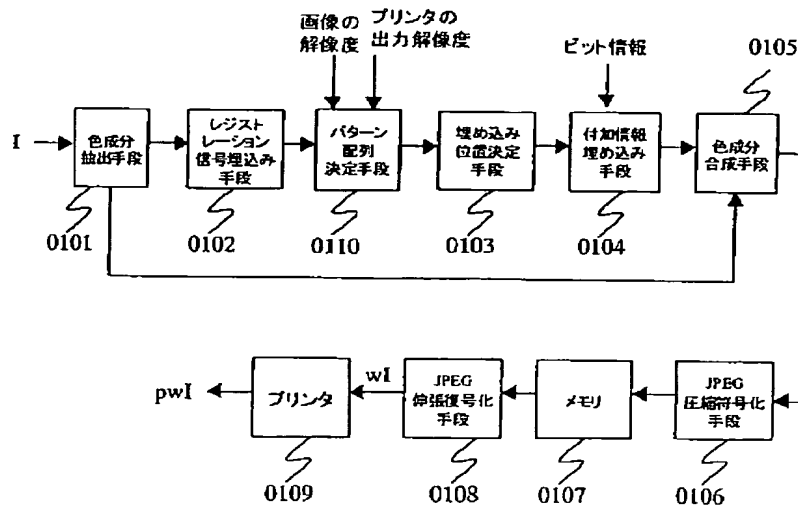 画像の
解像度
プリンタの
出力解像度
ビット情報
0105
I
色成分
抽出手段
レジスト
レーション
信号埋込み
手段
パターン
配列
決定手段
埋め込み
位置決定
手段
付加情報
埋め込み
手段
色成分
合成手段
0101
0102
0110
0103
0104
pwI
プリンタ
wI
JPEG
伸張復号化
手段
メモリ
JPEG
圧縮符号化
手段
0109
0108
0107
0106